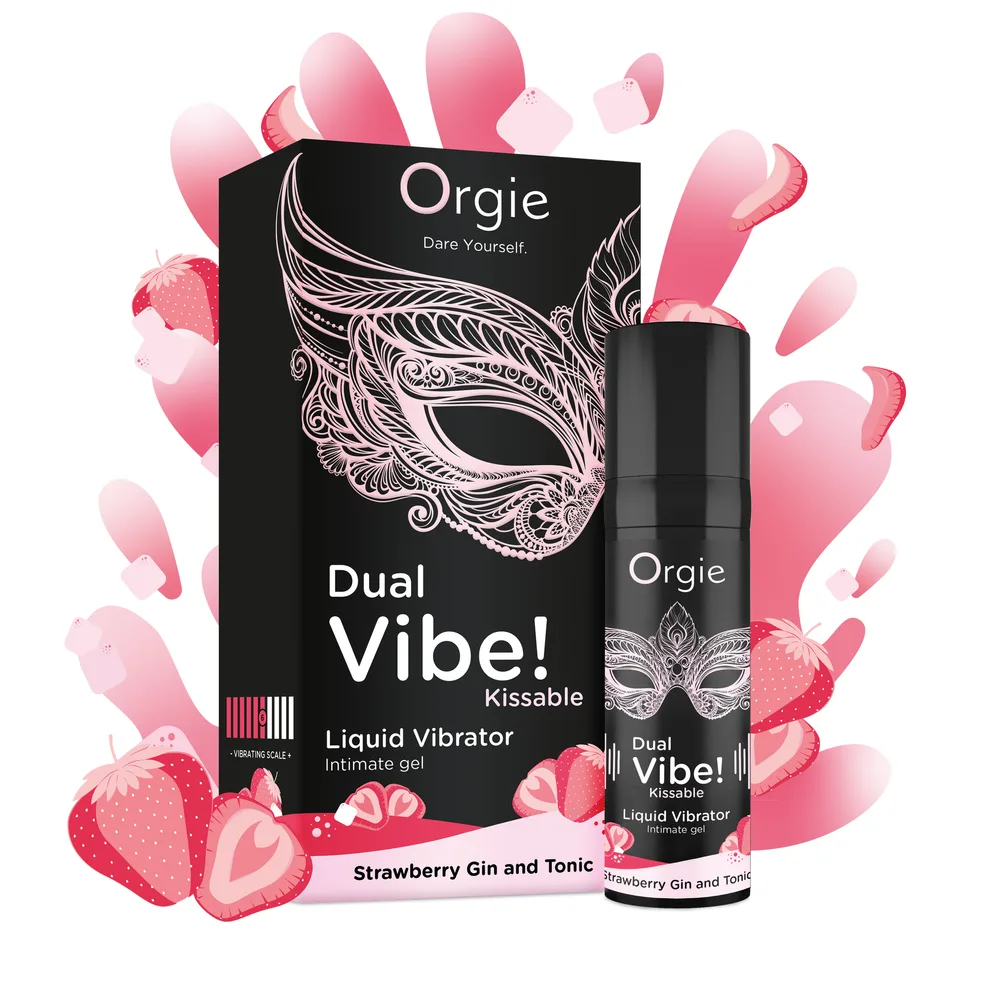 Orgie
Dare Yourself.
Dual
Vibe!
Kissable
Liquid Vibrator
Intimate gel
- VIBRATING SCALE +
Strawberry Gin and Tonic
Orgie
Dual
Vibe!
Kissable
Liquid Vibrator
Intimate gel
Strawberry Gin and Tonic